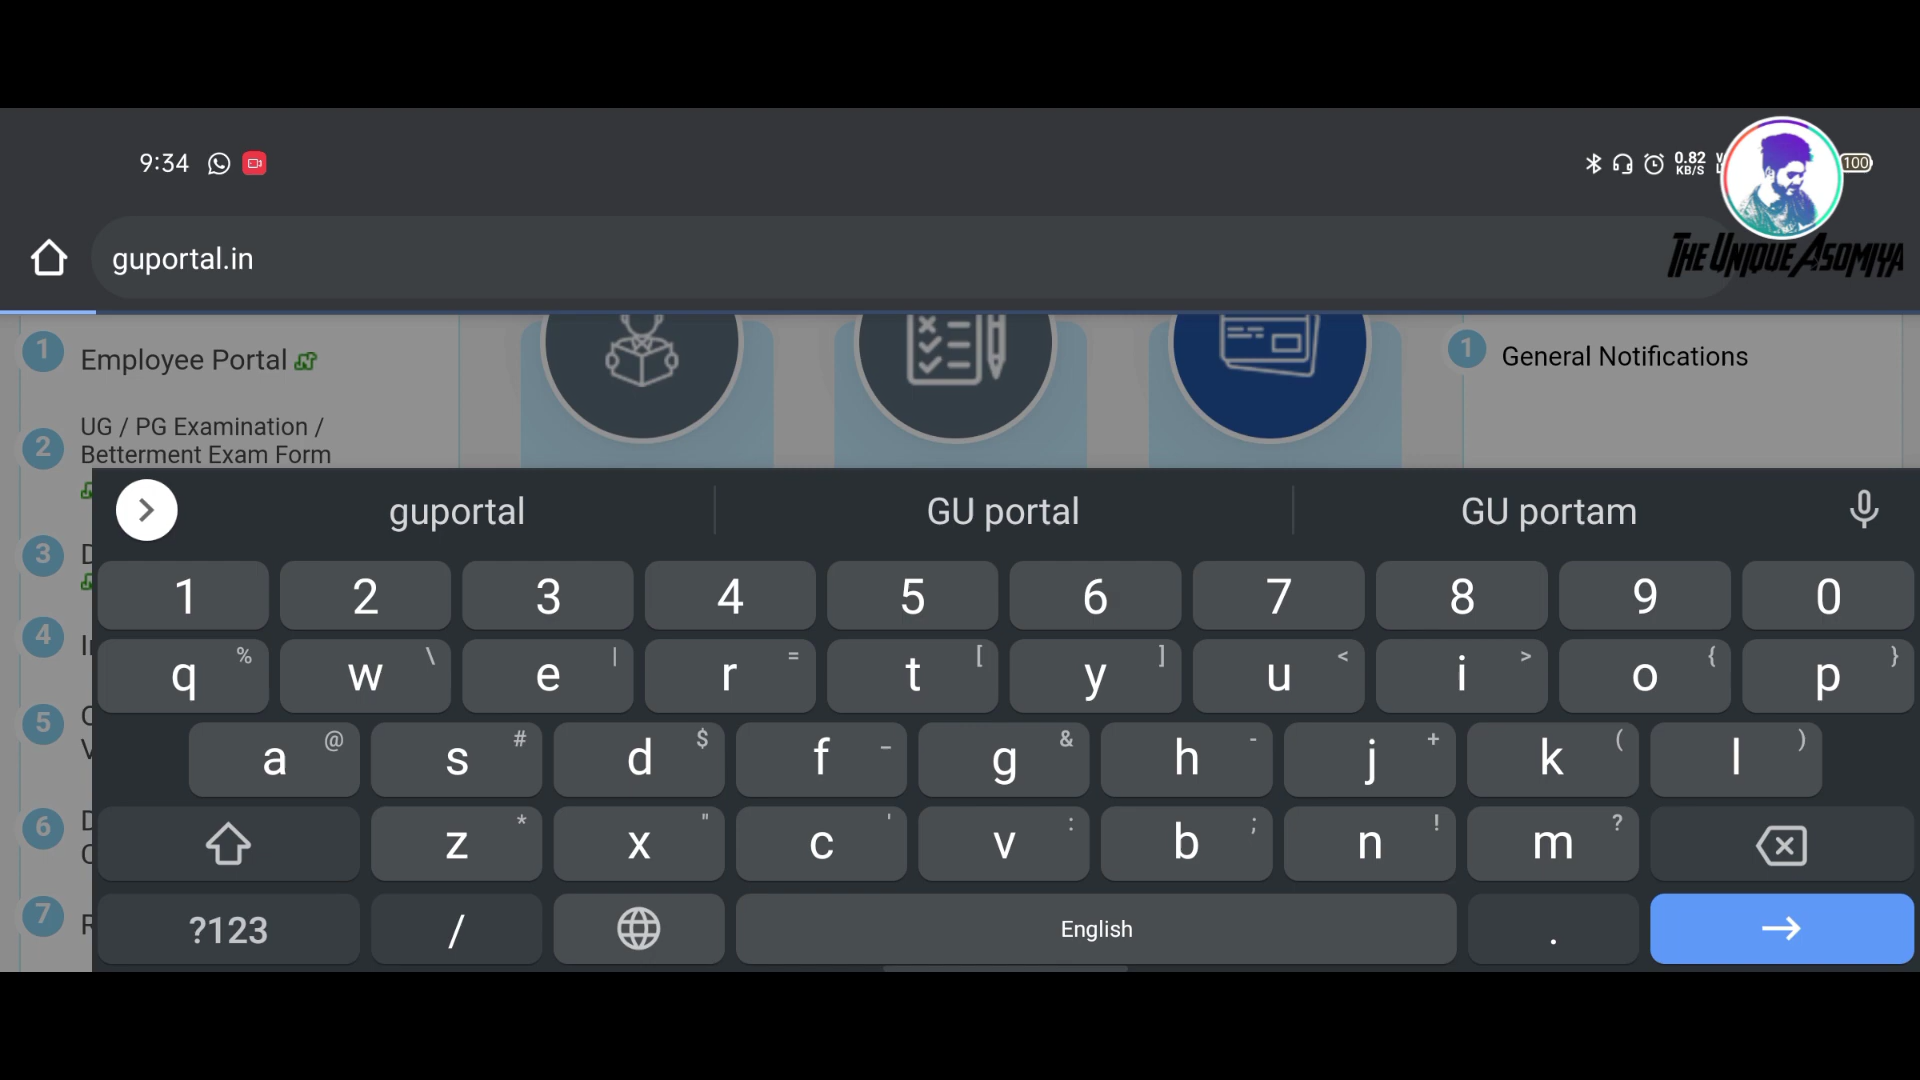 9:34
0.82
KB/S
100
THE UNIQUE ASOMIYA
guportal.in
1 Employee Portal
2 UG / PG Examination /
Betterment Exam Form
3
4
5
6
7
1 General Notifications
guportal GU portal GU portam
1 2 3 4 5 6 7 8 9 0
q % w \ e | r = t [ y ] u < i > o { p }
a @ s # d $ f _ g & h - j + k ( l )
z * x " c ' v : b ; n ! m ?
?123 / English .